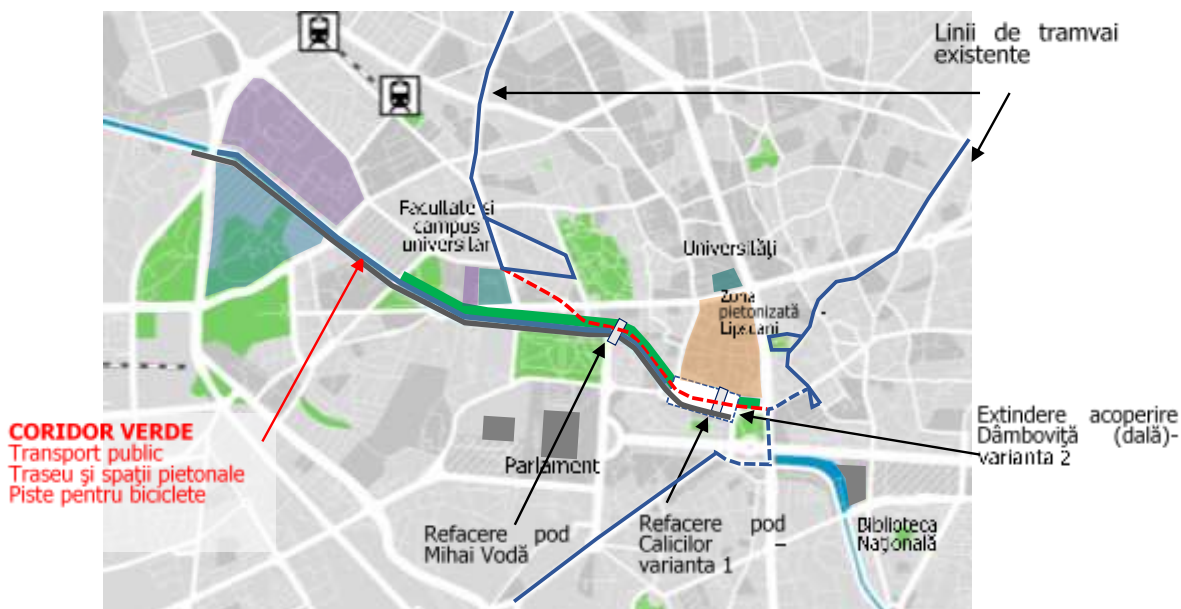 Linii de tramvai
existente
Facultate și
campus
universitar
Universități
Zona
pietonizată -
Lipscani
CORIDOR VERDE
Transport public
Traseu și spații pietonale
Piste pentru biciclete
Parlament
Extindere acoperire
Dâmboviță (dală)-
varianta 2
Refacere pod
Mihai Vodă
Refacere pod
Calicilor –
varianta 1
Biblioteca
Națională